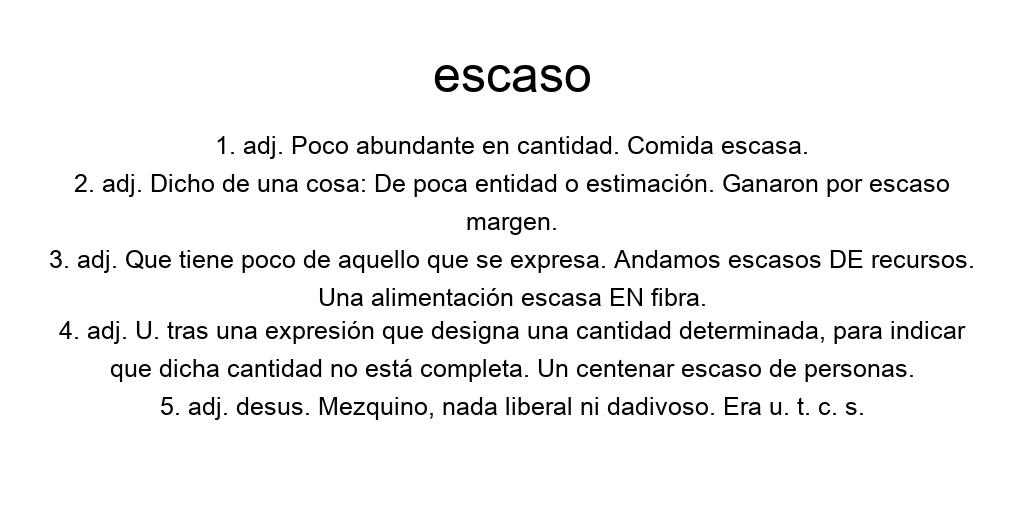 escaso
1. adj. Poco abundante en cantidad. Comida escasa.
2. adj. Dicho de una cosa: De poca entidad o estimación. Ganaron por escaso
margen.
3. adj. Que tiene poco de aquello que se expresa. Andamos escasos DE recursos.
Una alimentación escasa EN fibra.
4. adj. U. tras una expresión que designa una cantidad determinada, para indicar
que dicha cantidad no está completa. Un centenar escaso de personas.
5. adj. desus. Mezquino, nada liberal ni dadivoso. Era u. t. c. s.